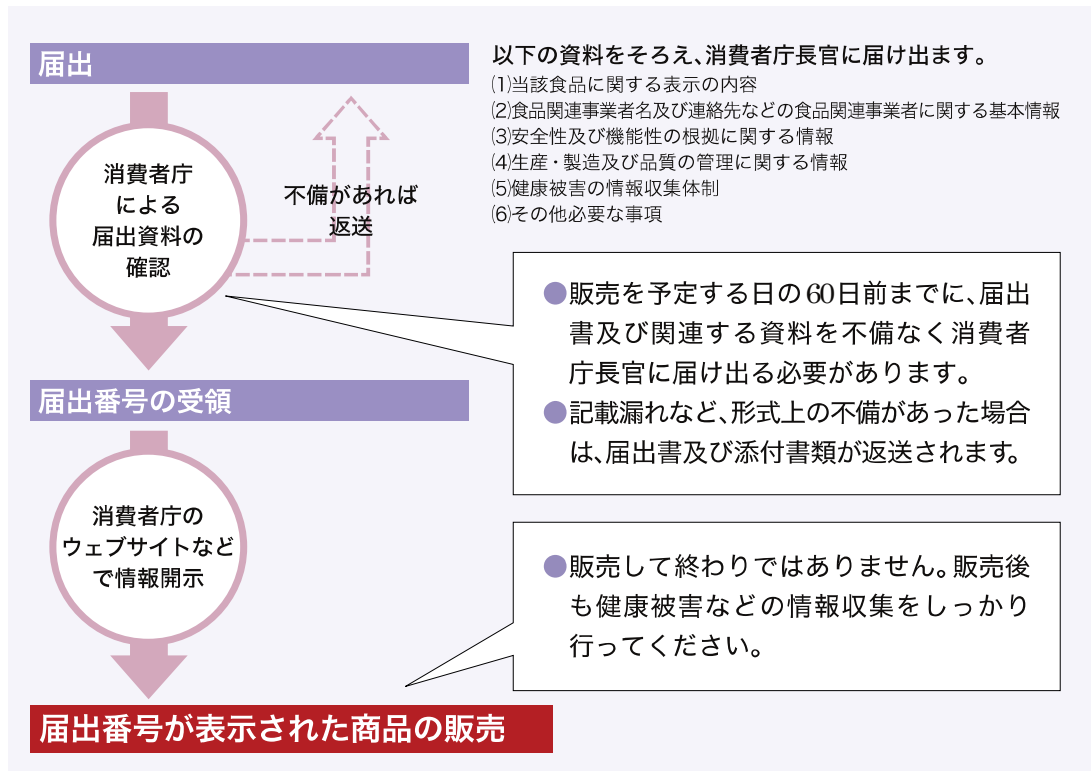 届出
以下の資料をそろえ、消費者庁長官に届け出ます。
⑴当該食品に関する表示の内容
⑵食品関連事業者名及び連絡先などの食品関連事業者に関する基本情報
⑶安全性及び機能性の根拠に関する情報
⑷生産・製造及び品質の管理に関する情報
⑸健康被害の情報収集体制
⑹その他必要な事項
消費者庁
による
届出資料の
確認
不備があれば
返送
●販売を予定する日の60日前までに、届出
書及び関連する資料を不備なく消費者
庁長官に届け出る必要があります。
●記載漏れなど、形式上の不備があった場合
は、届出書及び添付書類が返送されます。
届出番号の受領
消費者庁の
ウェブサイトなど
で情報開示
●販売して終わりではありません。販売後
も健康被害などの情報収集をしっかり
行ってください。
届出番号が表示された商品の販売